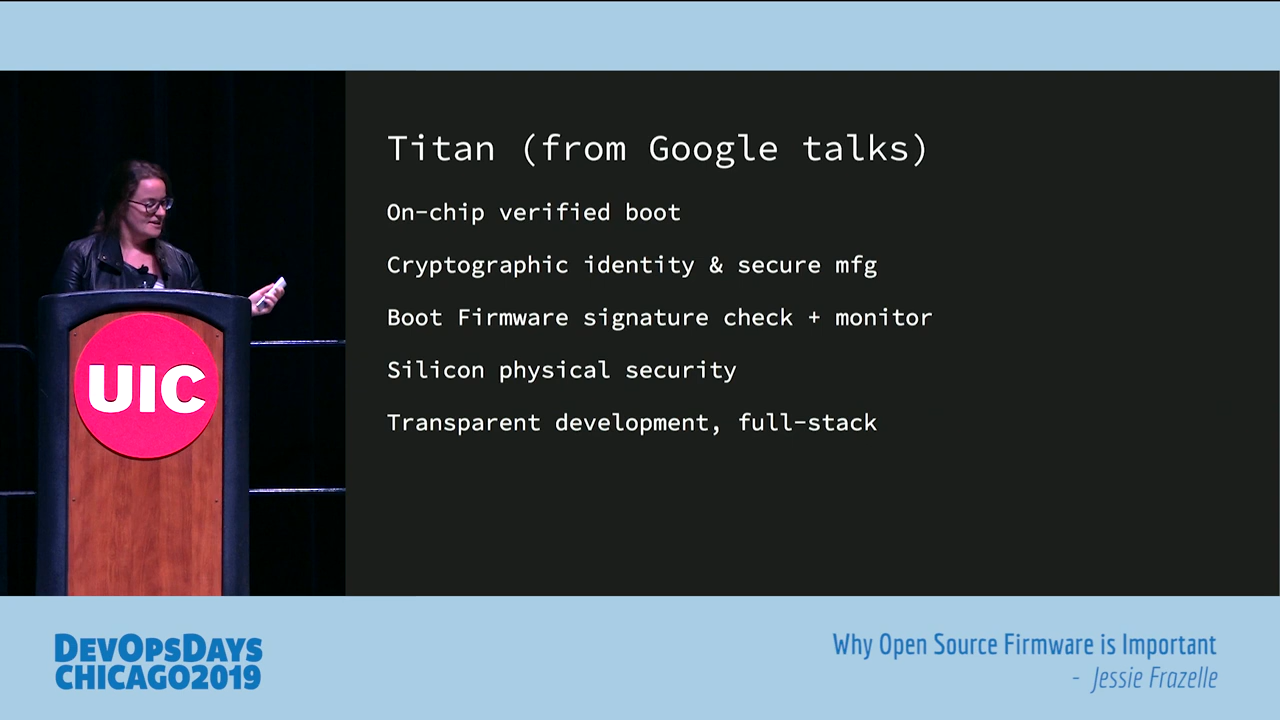 Titan (from Google talks)
On-chip verified boot
Cryptographic identity & secure mfg
Boot Firmware signature check + monitor
Silicon physical security
Transparent development, full-stack
UIC
DEVOPSDAYS
CHICAGO2019
Why Open Source Firmware is Important
- Jessie Frazelle